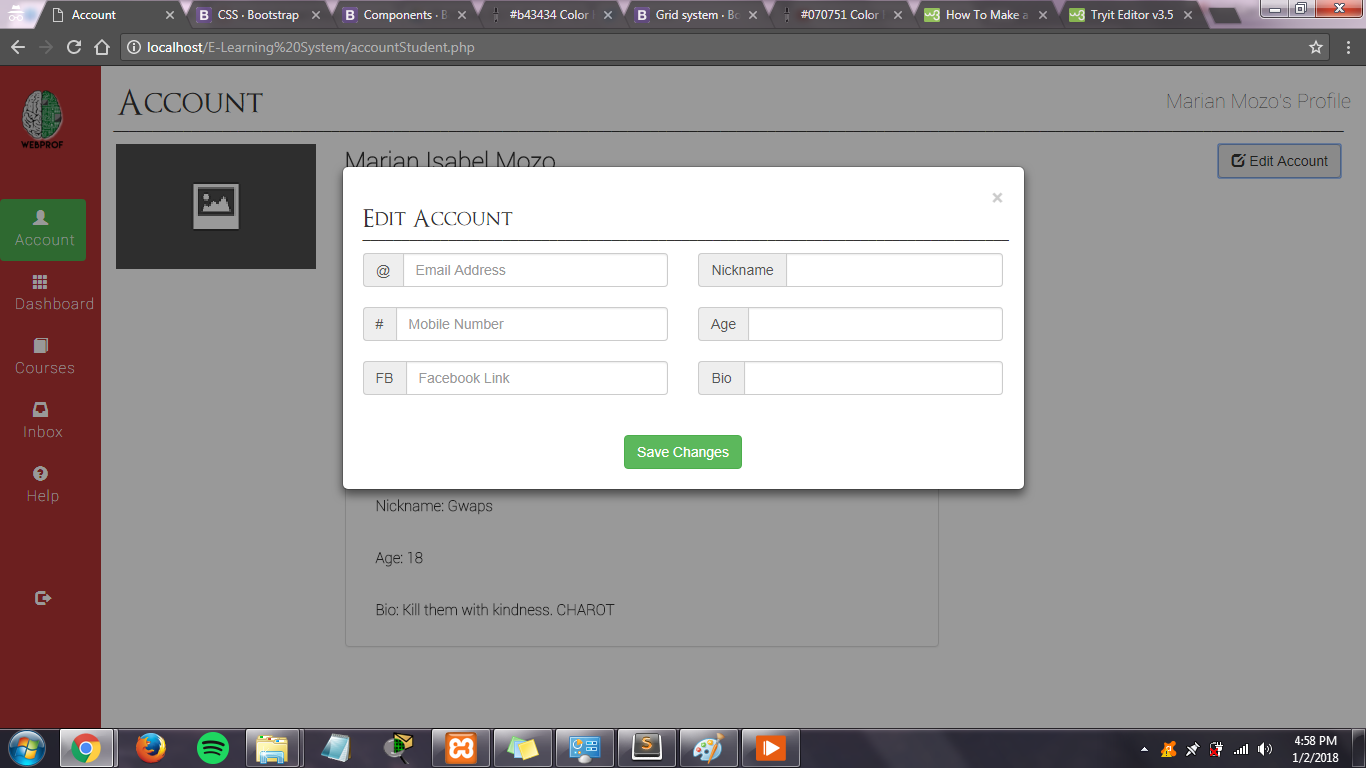 Account
CSS · Bootstrap
Components · B
#b43434 Color
Grid system · Bo
#070751 Color
How To Make a
Tryit Editor v3.5
localhost/E-Learning%20System/accountStudent.php
WEBPROF
Account
Marian Mozo's Profile
Marian Isabel Mozo
Edit Account
Account
Dashboard
Courses
Inbox
Help
×
Edit Account
@ Email Address Nickname
# Mobile Number Age
FB Facebook Link Bio
Save Changes
Nickname: Gwaps
Age: 18
Bio: Kill them with kindness. CHAROT
4:58 PM
1/2/2018